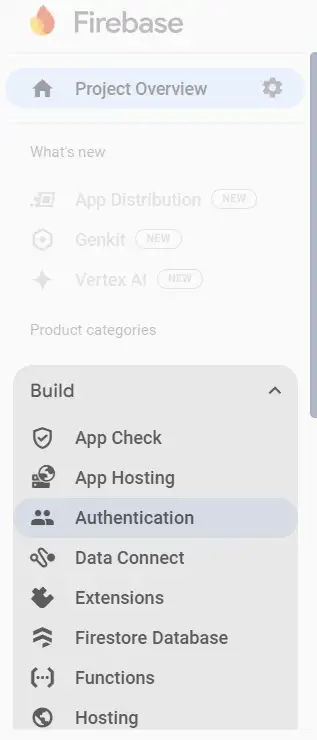 Firebase
Project Overview
What's new
App Distribution NEW
Genkit NEW
Vertex AI NEW
Product categories
Build
App Check
App Hosting
Authentication
Data Connect
Extensions
Firestore Database
Functions
Hosting